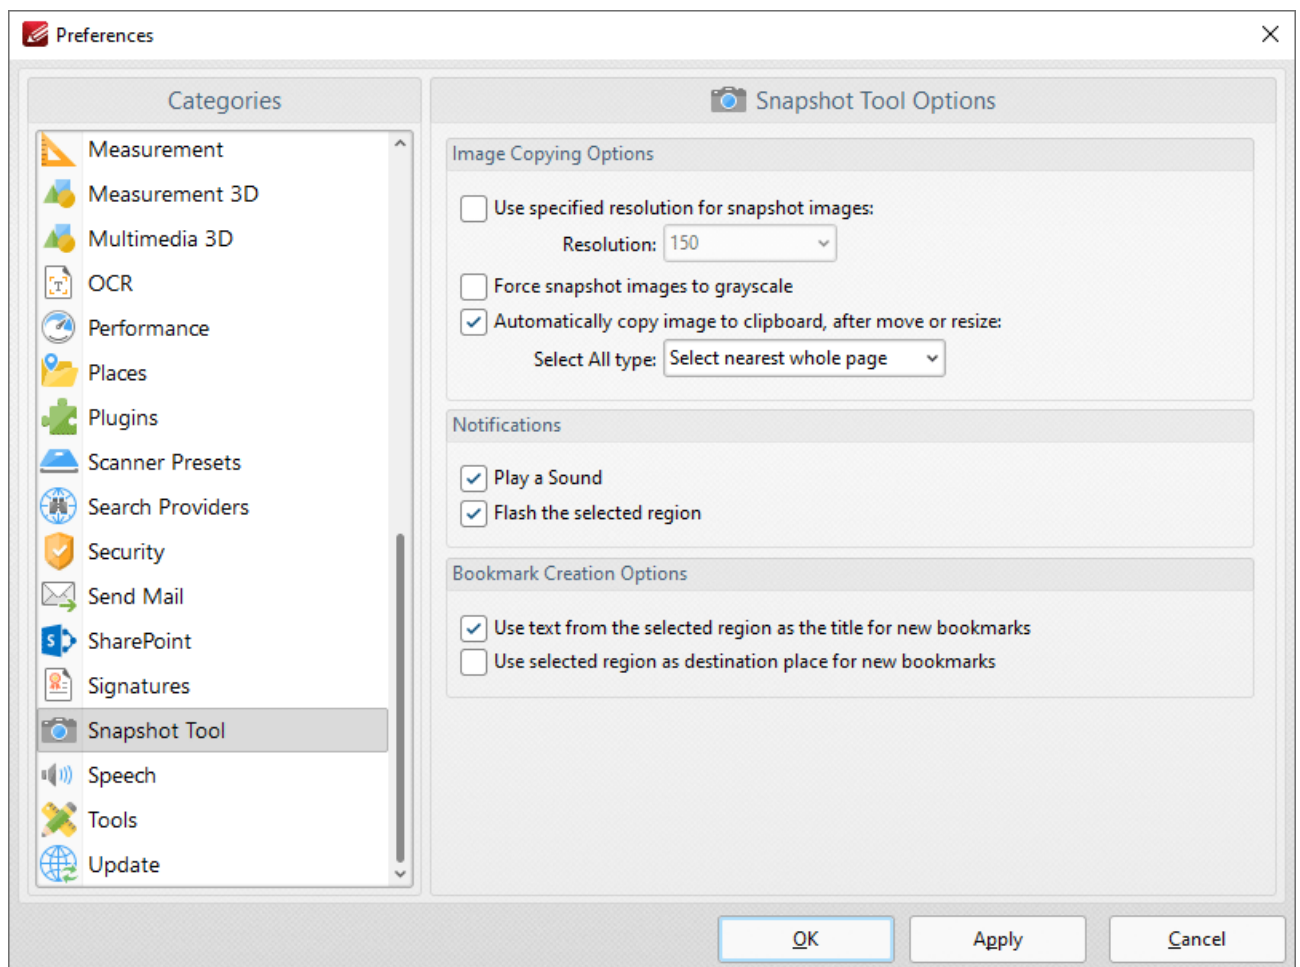 Preferences
Categories
Measurement
Measurement 3D
Multimedia 3D
OCR
Performance
Places
Plugins
Scanner Presets
Search Providers
Security
Send Mail
SharePoint
Signatures
Snapshot Tool
Speech
Tools
Update
Snapshot Tool Options
Image Copying Options
Use specified resolution for snapshot images:
Resolution: 150
Force snapshot images to grayscale
Automatically copy image to clipboard, after move or resize:
Select All type: Select nearest whole page
Notifications
Play a Sound
Flash the selected region
Bookmark Creation Options
Use text from the selected region as the title for new bookmarks
Use selected region as destination place for new bookmarks
OK Apply Cancel